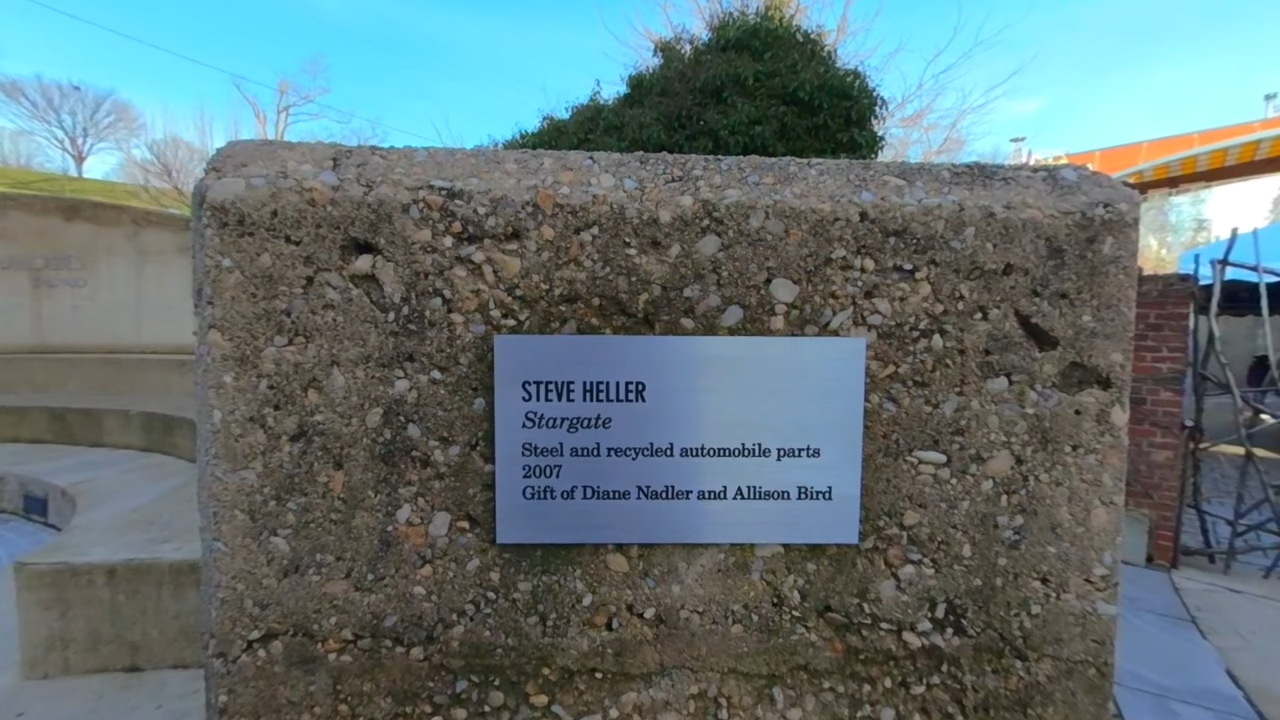 STEVE HELLER
Stargate
Steel and recycled automobile parts
2007
Gift of Diane Nadler and Allison Bird